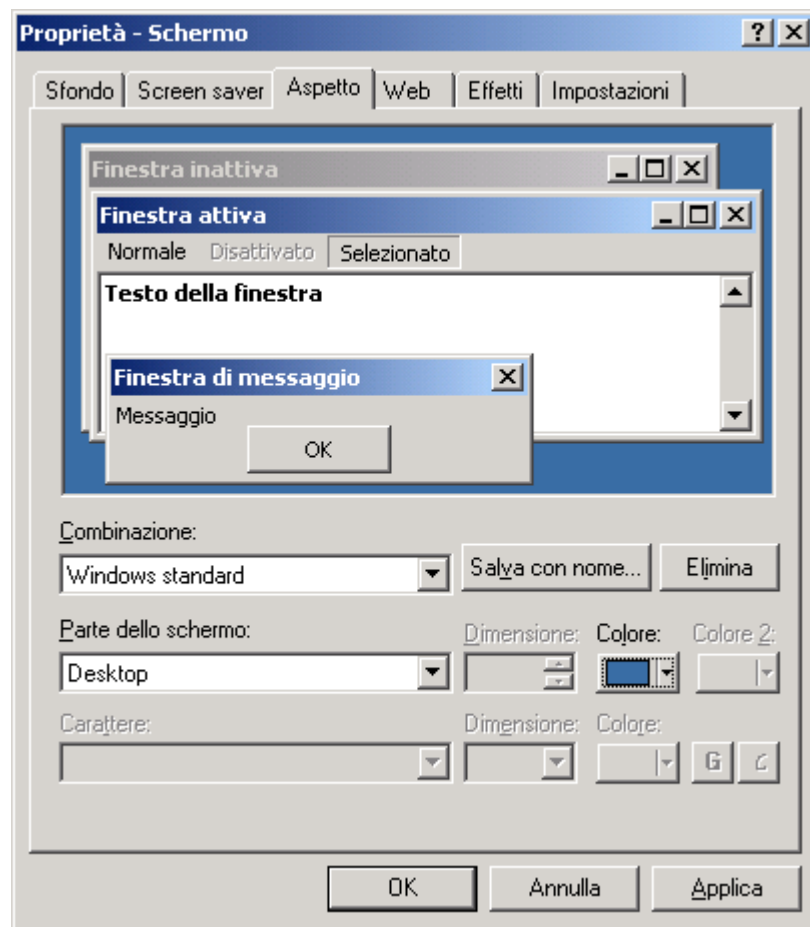 Proprietà - Schermo
Sfondo Screen saver Aspetto Web Effetti Impostazioni
Finestra inattiva
Finestra attiva
Normale Disattivato Selezionato
Testo della finestra
Finestra di messaggio
Messaggio
OK
Combinazione:
Windows standard Salva con nome... Elimina
Parte dello schermo: Dimensione: Colore: Colore 2:
Desktop
Carattere: Dimensione: Colore:
G C
OK Annulla Applica